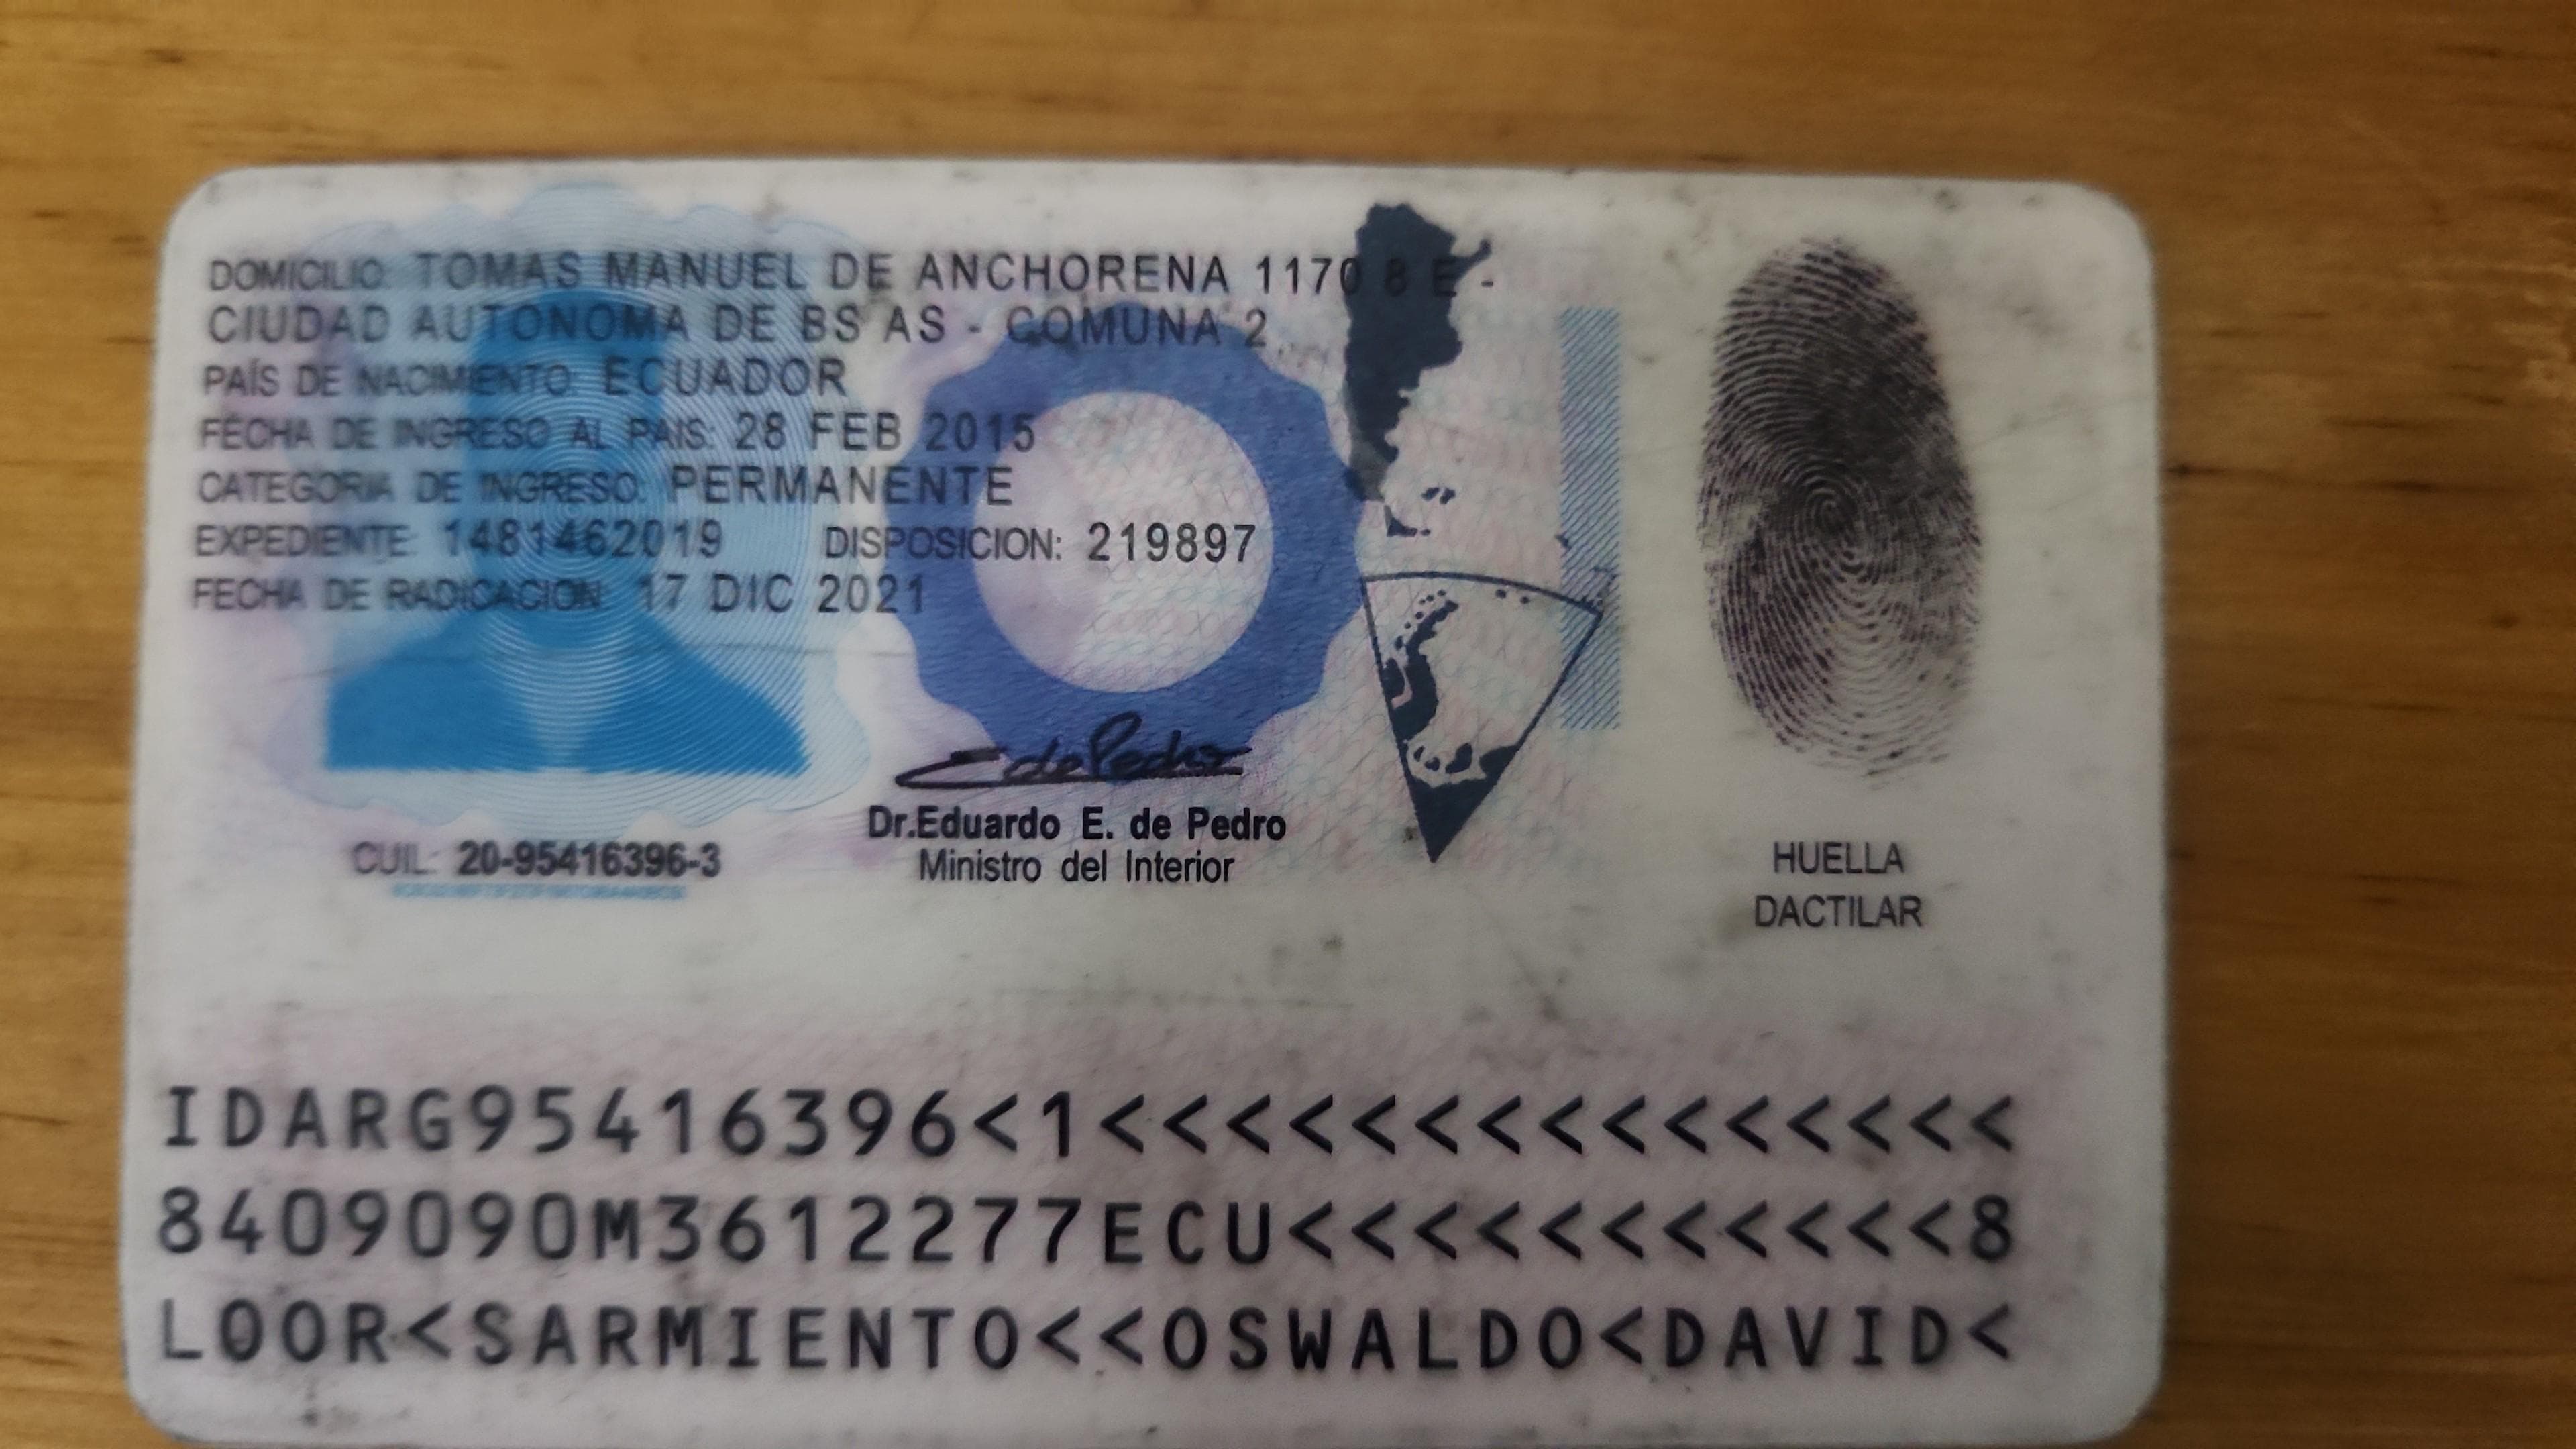 DOMICILIO: TOMAS MANUEL DE ANCHORENA 1170 8 E -
CIUDAD AUTONOMA DE BS AS - COMUNA 2
PAÍS DE NACIMIENTO: ECUADOR
FECHA DE INGRESO AL PAIS: 28 FEB 2015
CATEGORIA DE INGRESO: PERMANENTE
EXPEDIENTE: 1481462019 DISPOSICION: 219897
FECHA DE RADICACION: 17 DIC 2021
E de Pedro
Dr.Eduardo E. de Pedro
Ministro del Interior
CUIL: 20-95416396-3
HUELLA
DACTILAR
IDARG95416396<1<<<<<<<<<<<<<<<
8409090M3612277ECU<<<<<<<<<<<8
LOOR<SARMIENTO<<OSWALDO<DAVID<